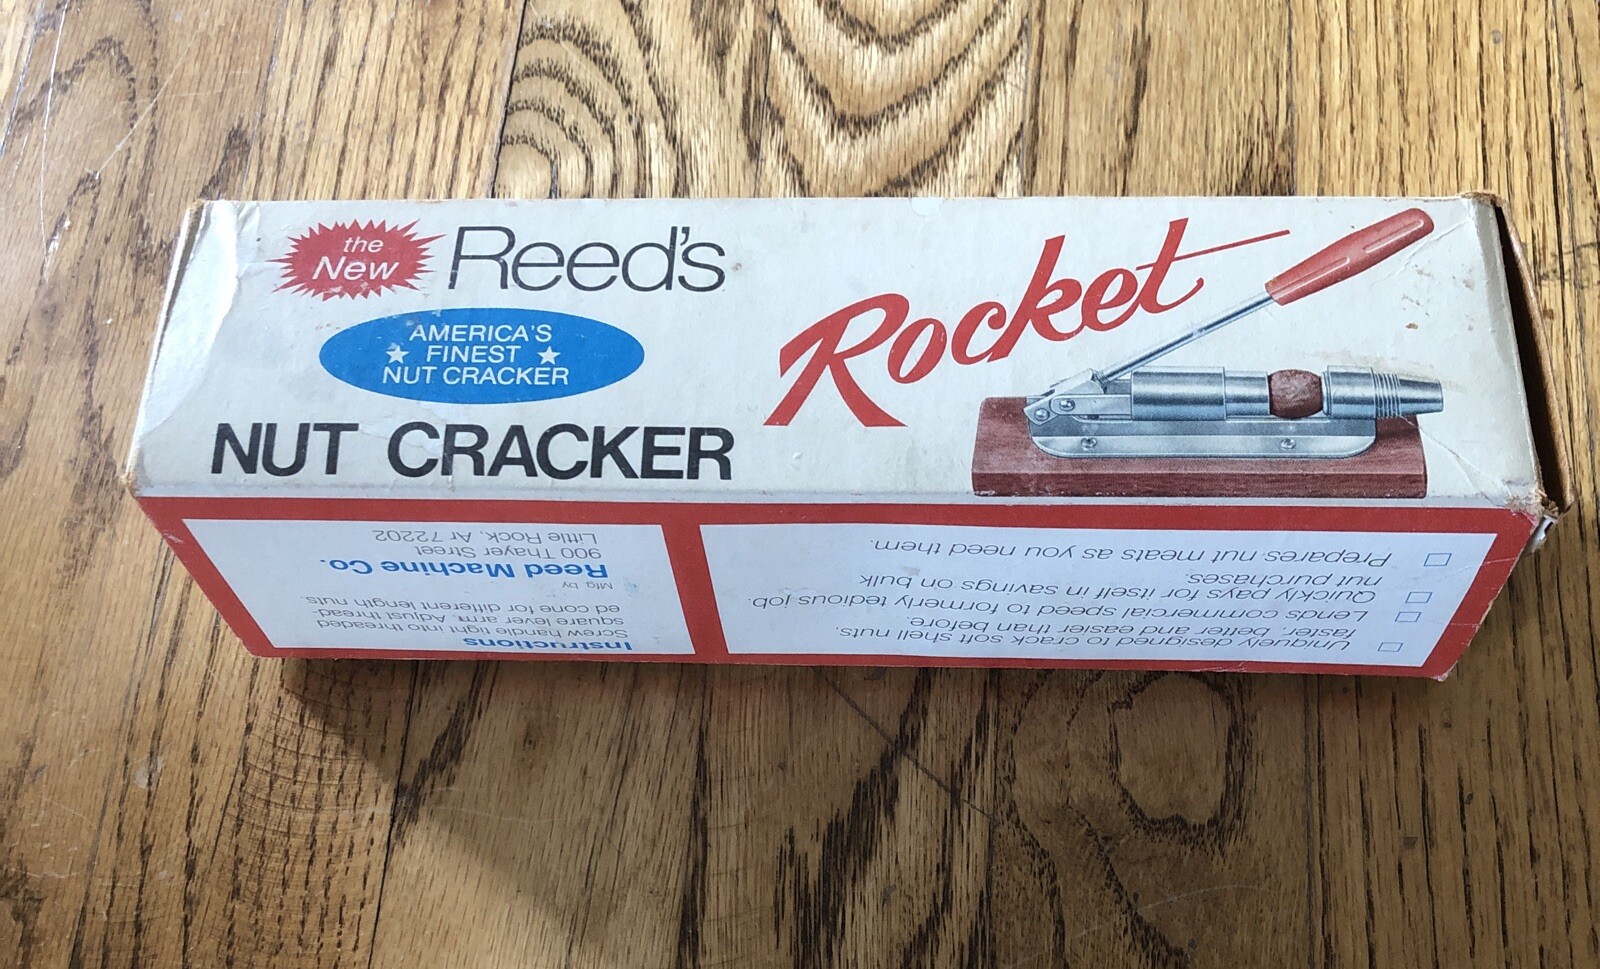 the
New
Reed's
AMERICA'S
FINEST
NUT CRACKER
NUT CRACKER
Rocket
Uniquely designed to crack soft shell nuts,
faster, better and easier than before.
Lends commercial speed to formerly tedious job.
Quickly pays for itself in savings on bulk
nut purchases.
Prepares nut meats as you need them.
Instructions
Screw handle tight into threaded
square lever arm. Adjust thread-
ed cone for different length nuts.
Mfg by
Reed Machine Co.
900 Thayer Street
Little Rock, Ar 72202